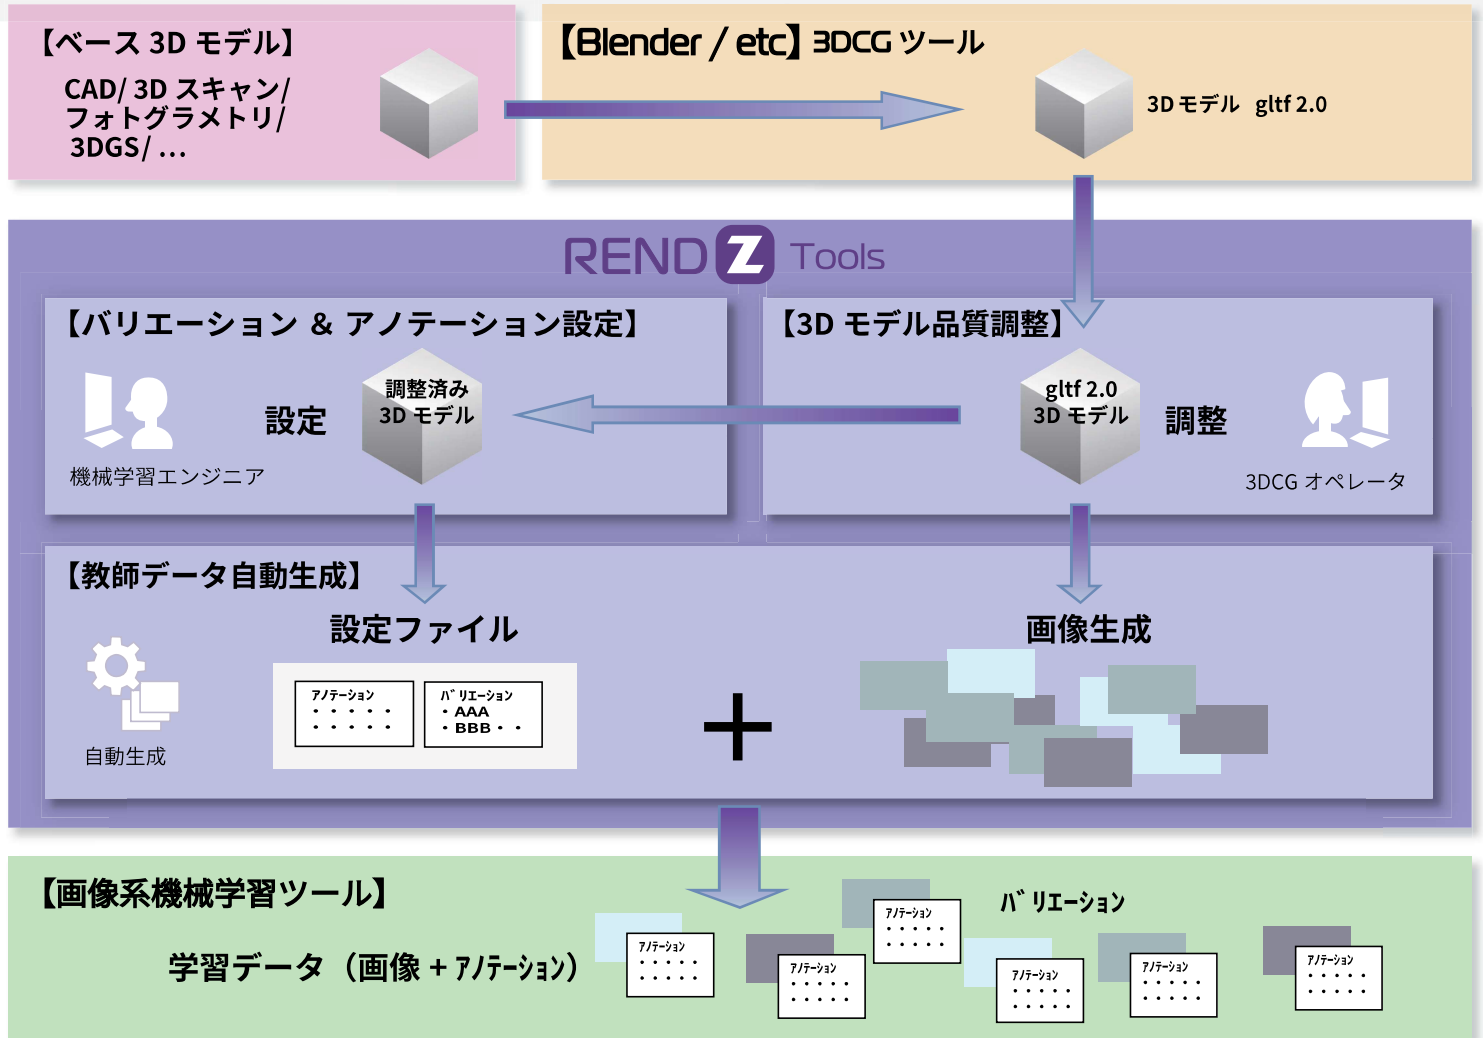 【ベース 3D モデル】
CAD/ 3D スキャン/
フォトグラメトリ/
3DGS/ …
【Blender / etc】3DCG ツール
3D モデル gltf 2.0
REND Z Tools
【バリエーション & アノテーション設定】
設定
調整済み
3D モデル
機械学習エンジニア
【3D モデル品質調整】
gltf 2.0
3D モデル
調整
3DCG オペレータ
【教師データ自動生成】
設定ファイル
アノテーション
・ ・ ・ ・ ・
・ ・ ・ ・ ・
バリエーション
・ AAA
・ BBB ・ ・
自動生成
+
画像生成
【画像系機械学習ツール】
学習データ（画像 + アノテーション）
バリエーション
アノテーション
・ ・ ・ ・ ・
・ ・ ・ ・ ・
アノテーション
・ ・ ・ ・ ・
・ ・ ・ ・ ・
アノテーション
・ ・ ・ ・ ・
・ ・ ・ ・ ・
アノテーション
・ ・ ・ ・ ・
・ ・ ・ ・ ・
アノテーション
・ ・ ・ ・ ・
・ ・ ・ ・ ・
アノテーション
・ ・ ・ ・ ・
・ ・ ・ ・ ・